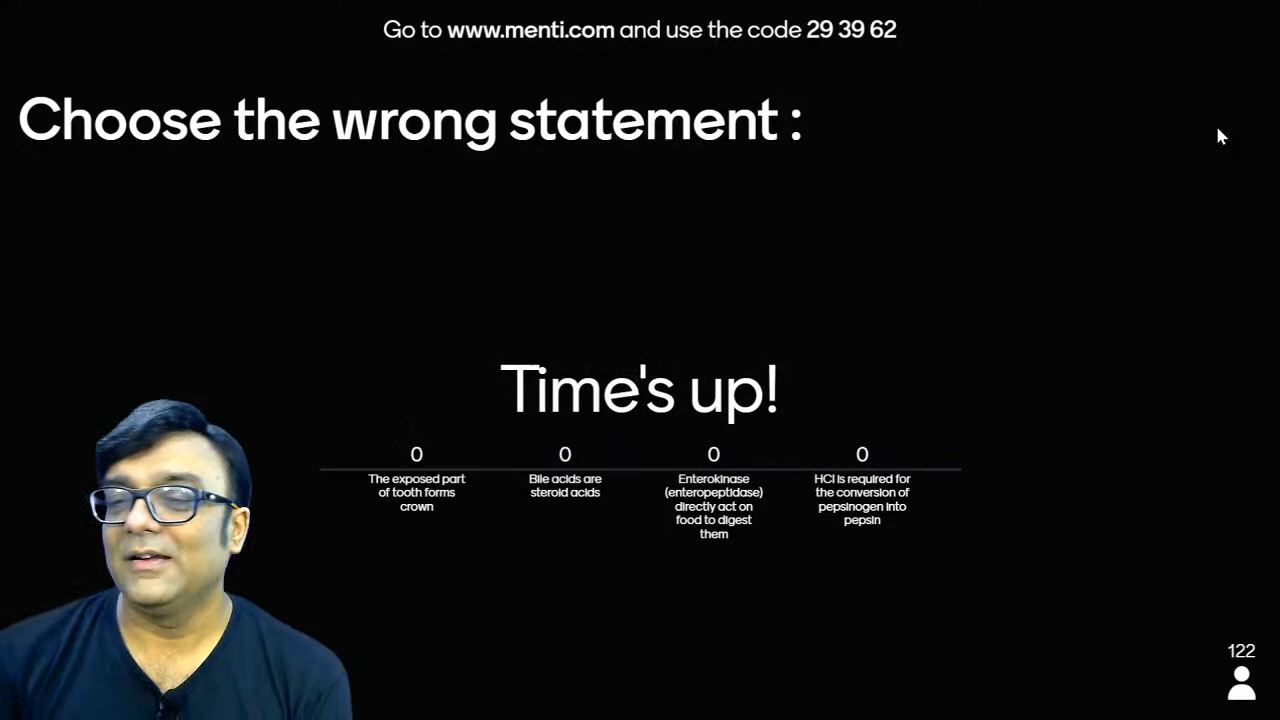 Go to www.menti.com and use the code 29 39 62
Choose the wrong statement :
Time's up!
0
0
0
0
The exposed part
of tooth forms
crown
Bile acids are
steroid acids
Enterokinase
(enteropeptidase)
directly act on
food to digest
them
HCl is required for
the conversion of
pepsinogen into
pepsin
122